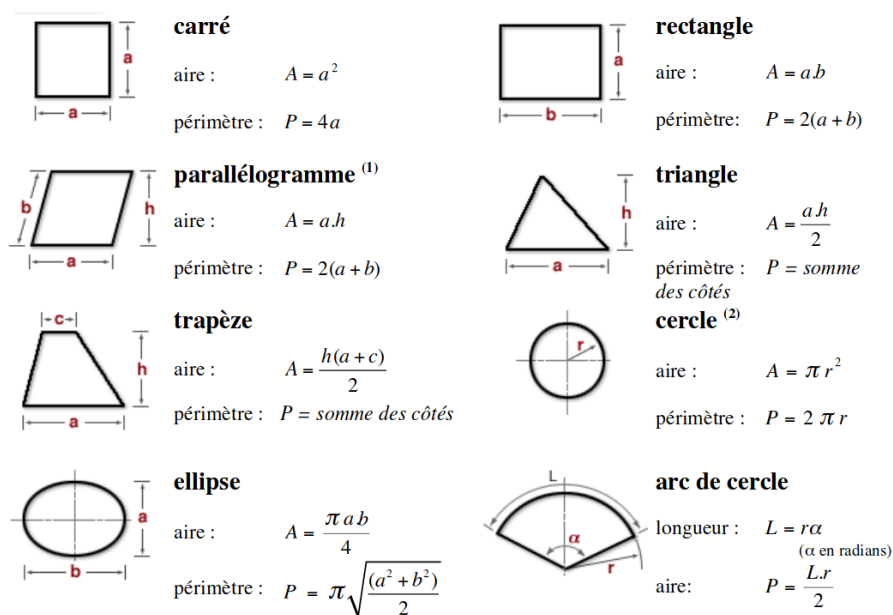 carré
a
aire : A = a²
a
périmètre : P = 4a
rectangle
a
aire : A = a.b
b
périmètre: P = 2(a + b)
parallélogramme (1)
b
h
aire : A = a.h
a
périmètre : P = 2(a + b)
triangle
h
aire : A = a.h/2
a
périmètre : P = somme
des côtés
c
trapèze
h
aire : A = h(a + c)/2
a
périmètre : P = somme des côtés
cercle (2)
r
aire : A = π r²
périmètre : P = 2 π r
ellipse
a
aire : A = π a b/4
b
périmètre : P = π√((a² + b²)/2)
L
arc de cercle
longueur : L = rα
α
(α en radians)
r
aire: P = L.r/2